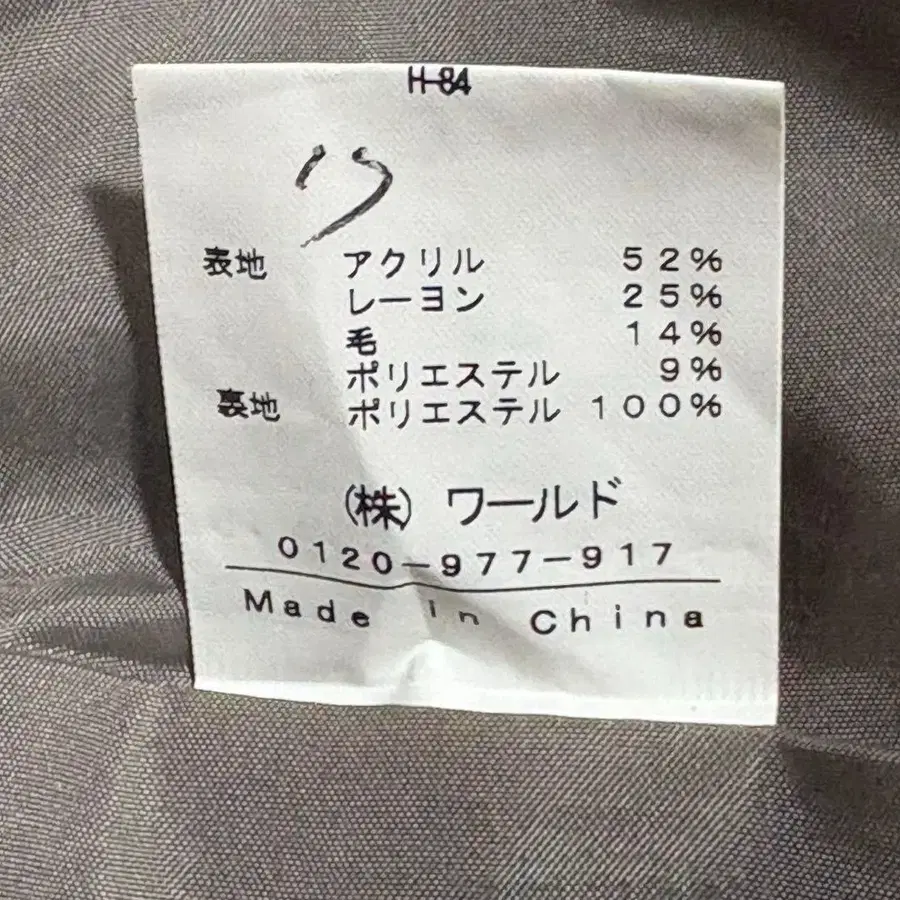 H-84
表地 アクリル 52%
レーヨン 25%
毛 14%
ポリエステル 9%
裏地 ポリエステル 100%
(株) ワールド
0120-977-917
Made in China